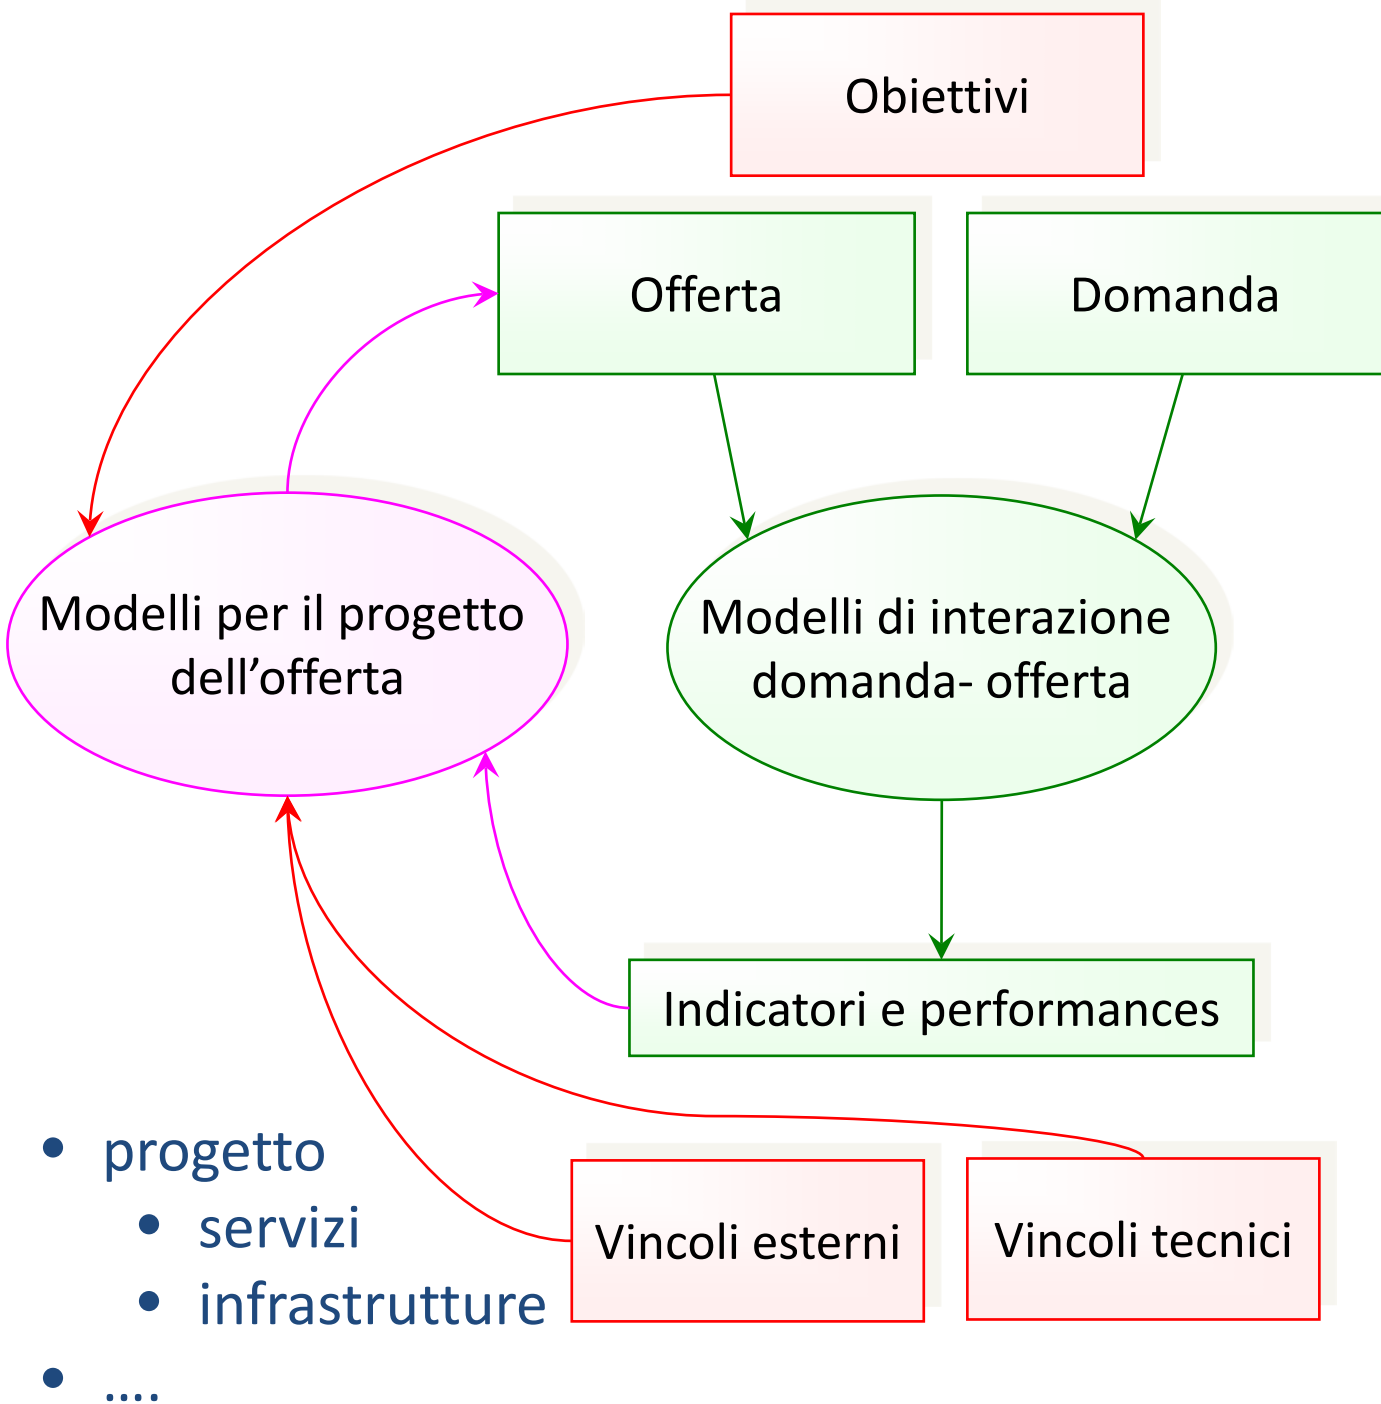 Obiettivi
Offerta
Domanda
Modelli per il progetto
dell’offerta
Modelli di interazione
domanda- offerta
Indicatori e performances
• progetto
• servizi
• infrastrutture
• ….
Vincoli esterni
Vincoli tecnici